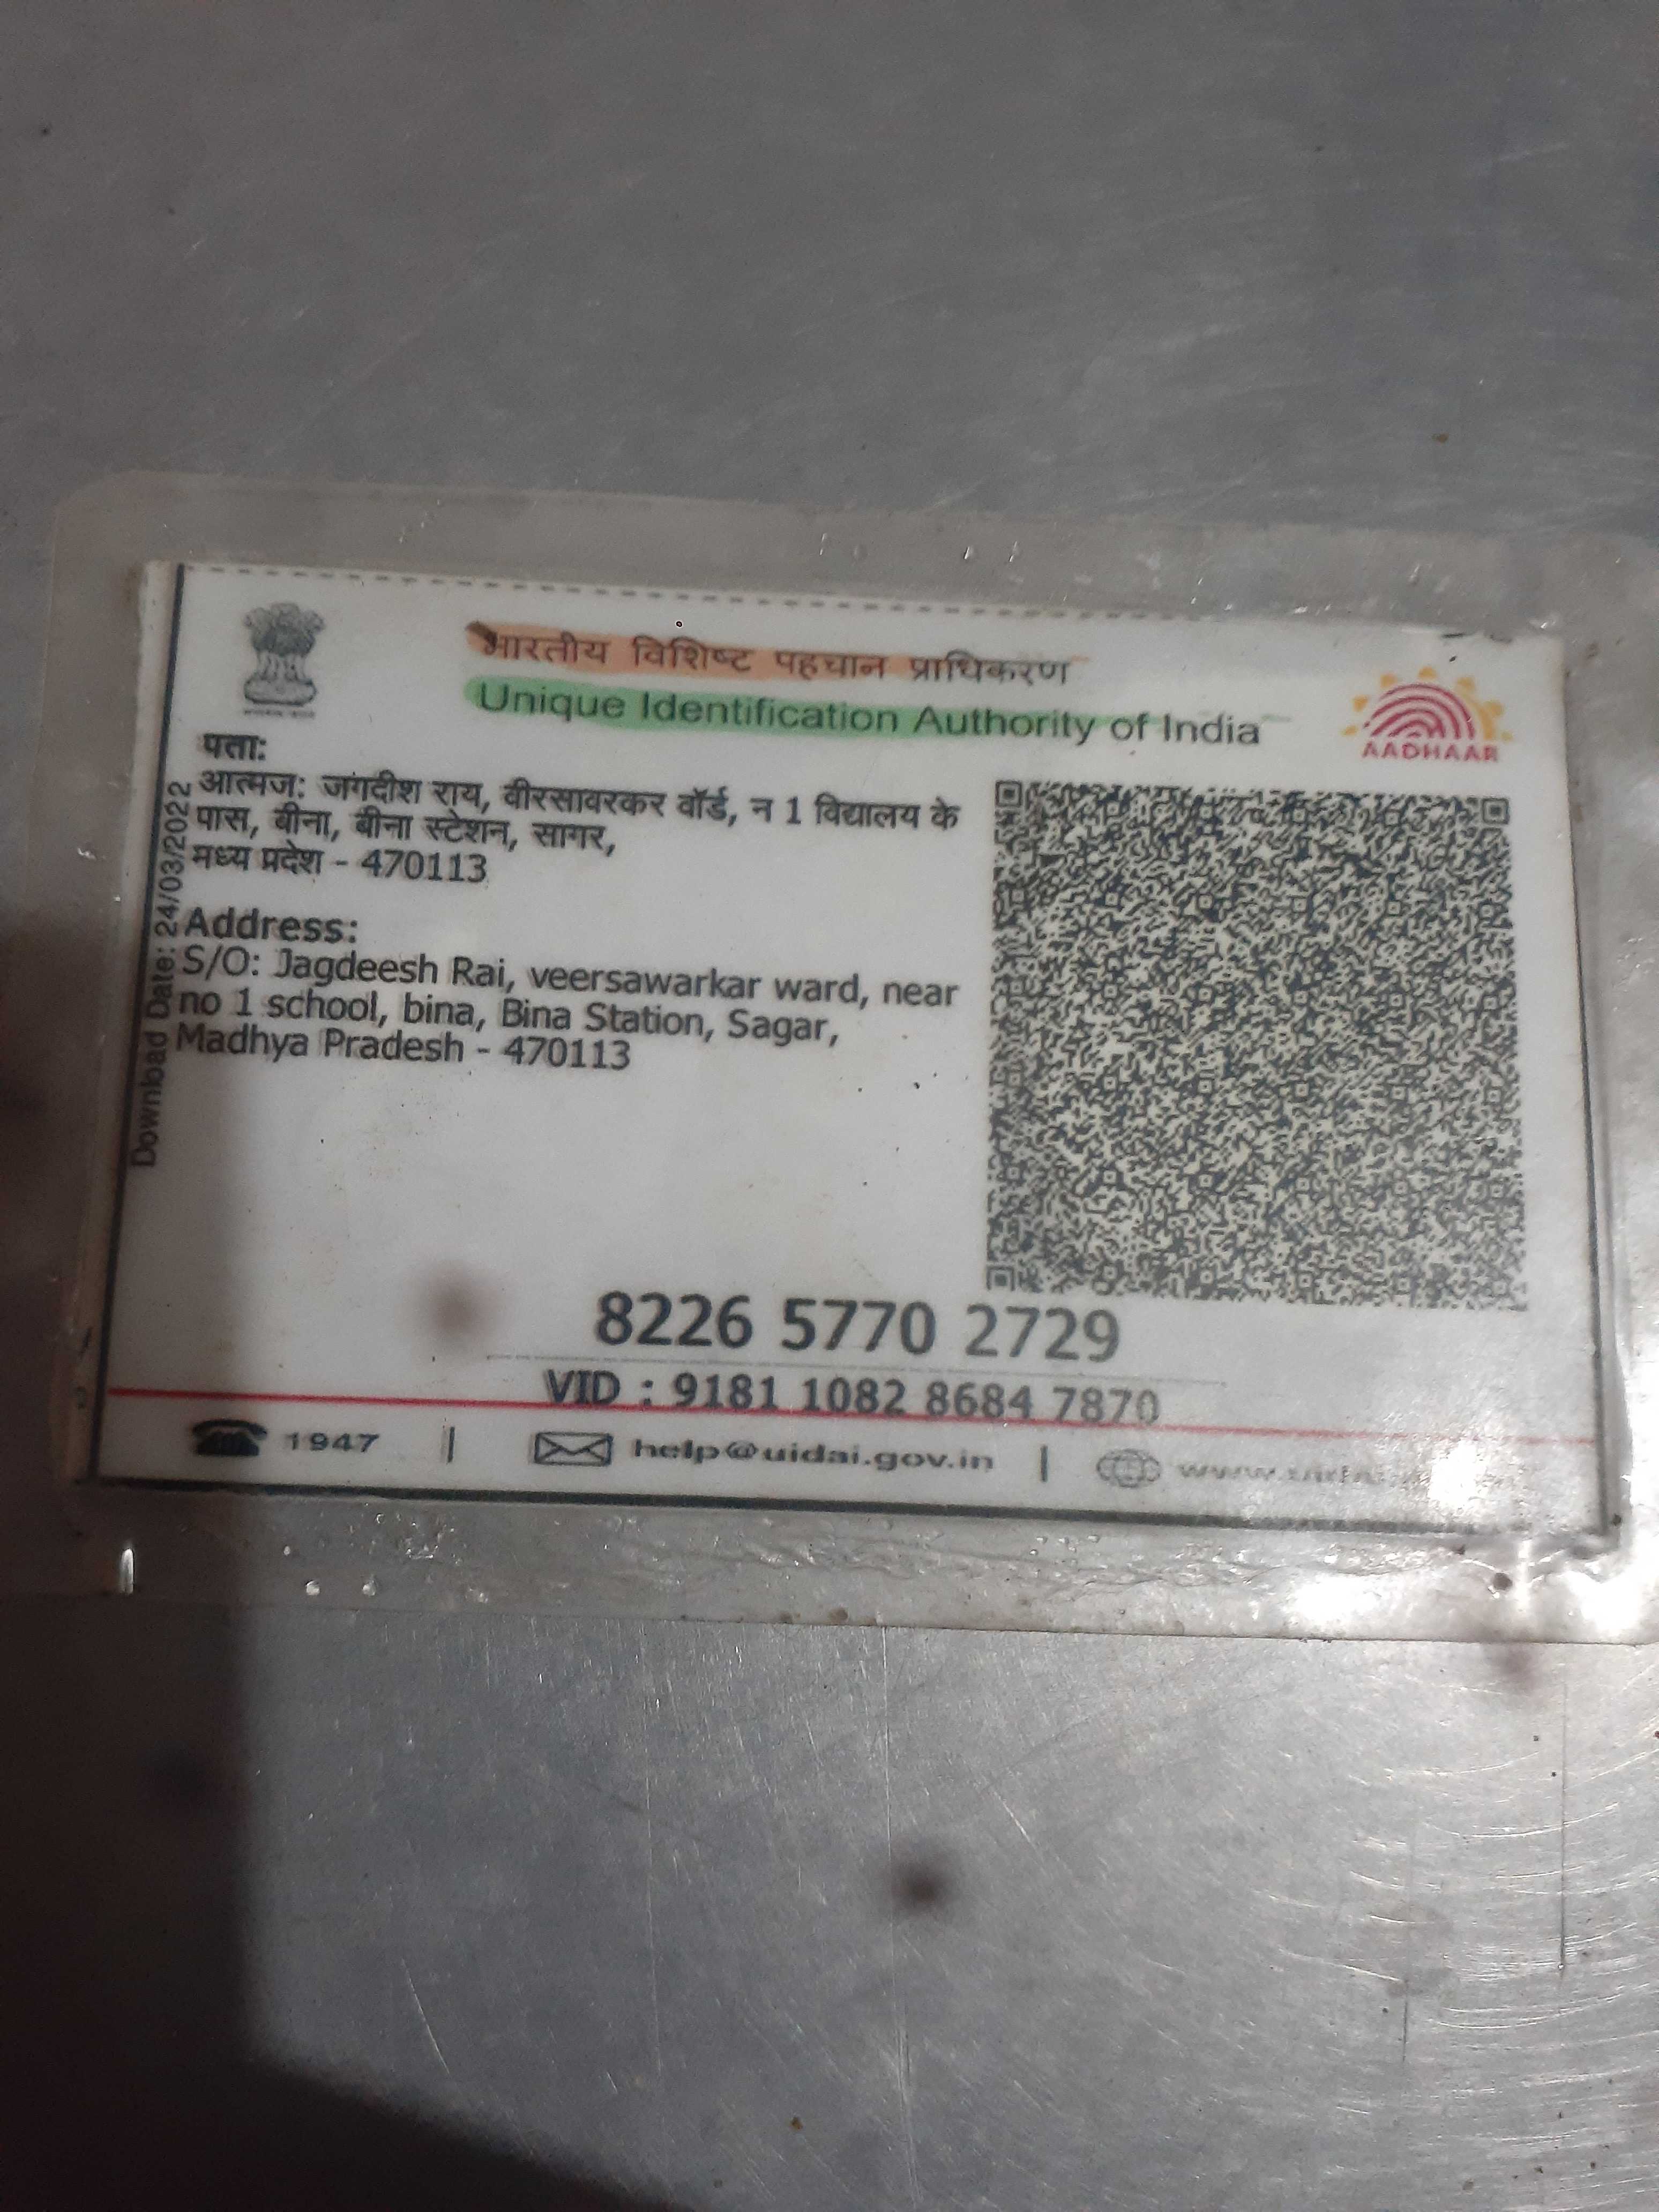 भारतीय विशिष्ट पहचान प्राधिकरण
Unique Identification Authority of India
AADHAAR
पता:
आत्मज: जगदीश राय, वीरसावरकर वॉर्ड, न 1 विद्यालय के
पास, बीना, बीना स्टेशन, सागर,
मध्य प्रदेश - 470113
Address:
S/O: Jagdeesh Rai, veersawarkar ward, near
no 1 school, bina, Bina Station, Sagar,
Madhya Pradesh - 470113
Download Date: 24/03/2022
8226 5770 2729
VID : 9181 1082 8684 7870
1947 | help@uidai.gov.in |